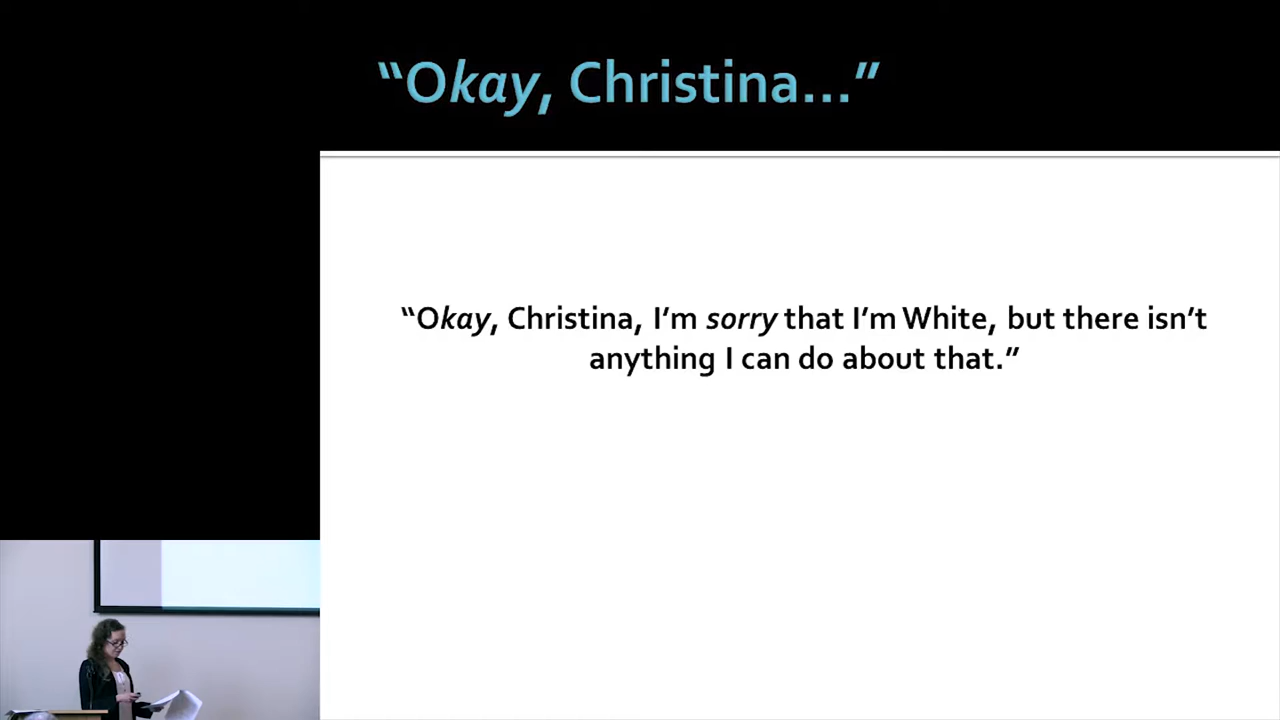 “Okay, Christina...”
“Okay, Christina, I’m sorry that I’m White, but there isn’t
anything I can do about that.”